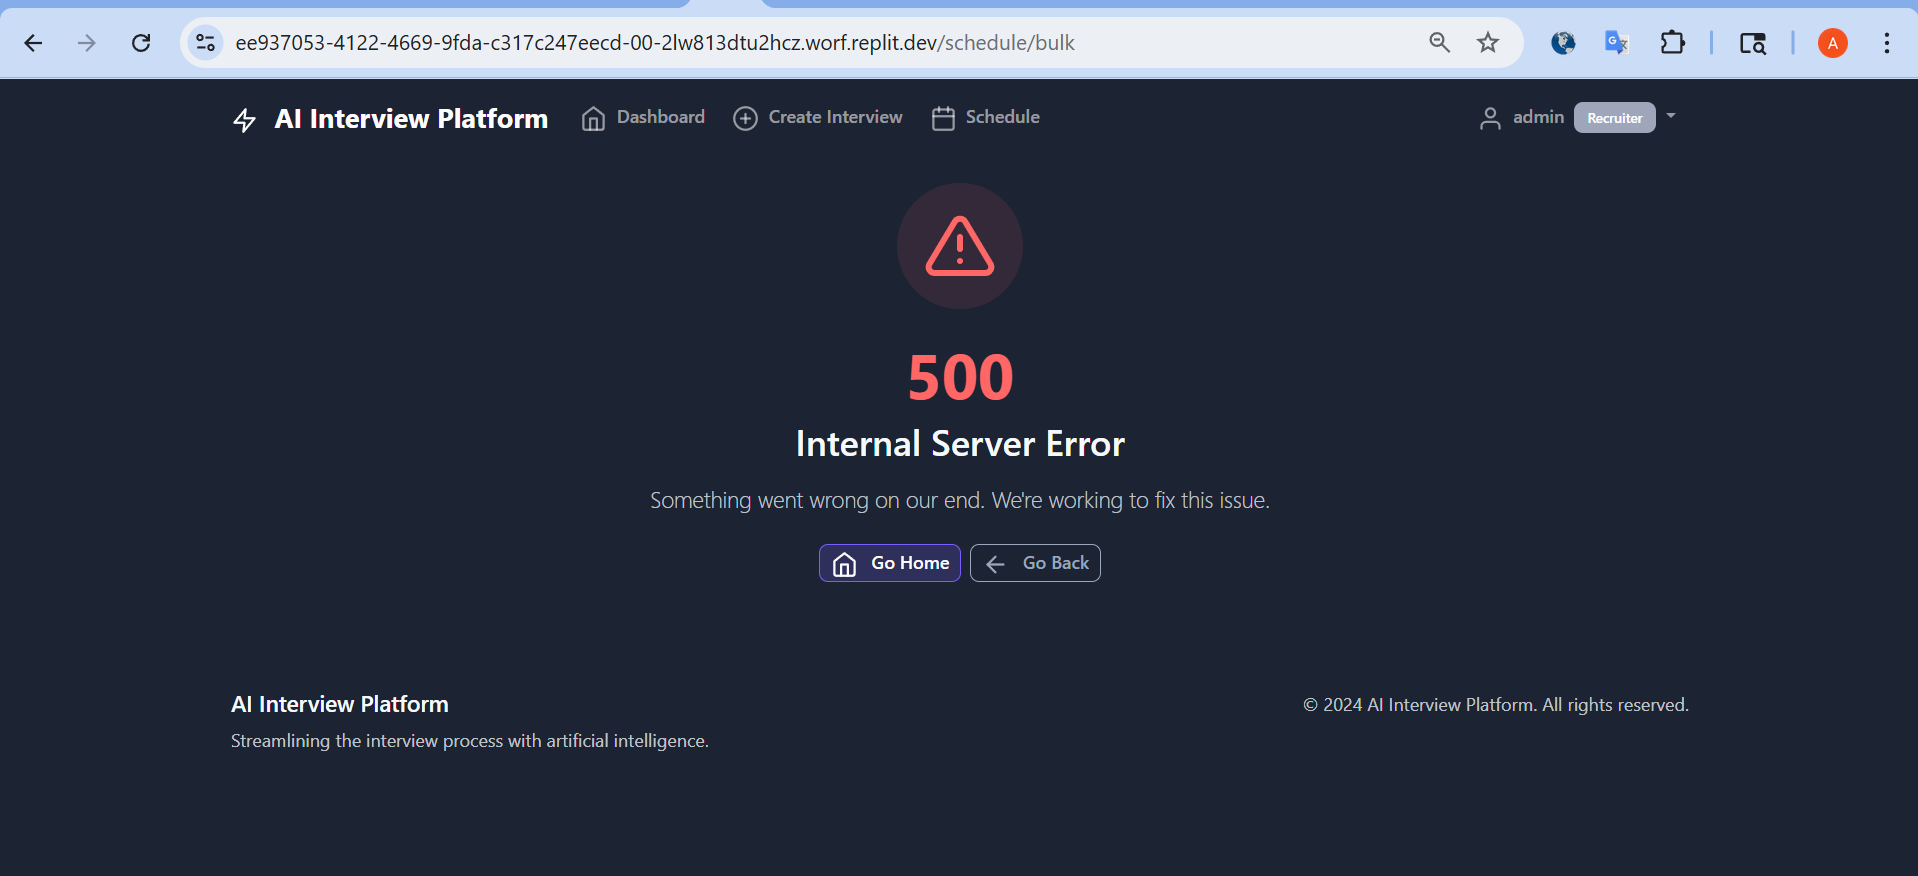 ee937053-4122-4669-9fda-c317c247eecd-00-2lw813dtu2hcz.worf.replit.dev/schedule/bulk
A
AI Interview Platform Dashboard Create Interview Schedule admin Recruiter
500
Internal Server Error
Something went wrong on our end. We're working to fix this issue.
Go Home Go Back
AI Interview Platform © 2024 AI Interview Platform. All rights reserved.
Streamlining the interview process with artificial intelligence.